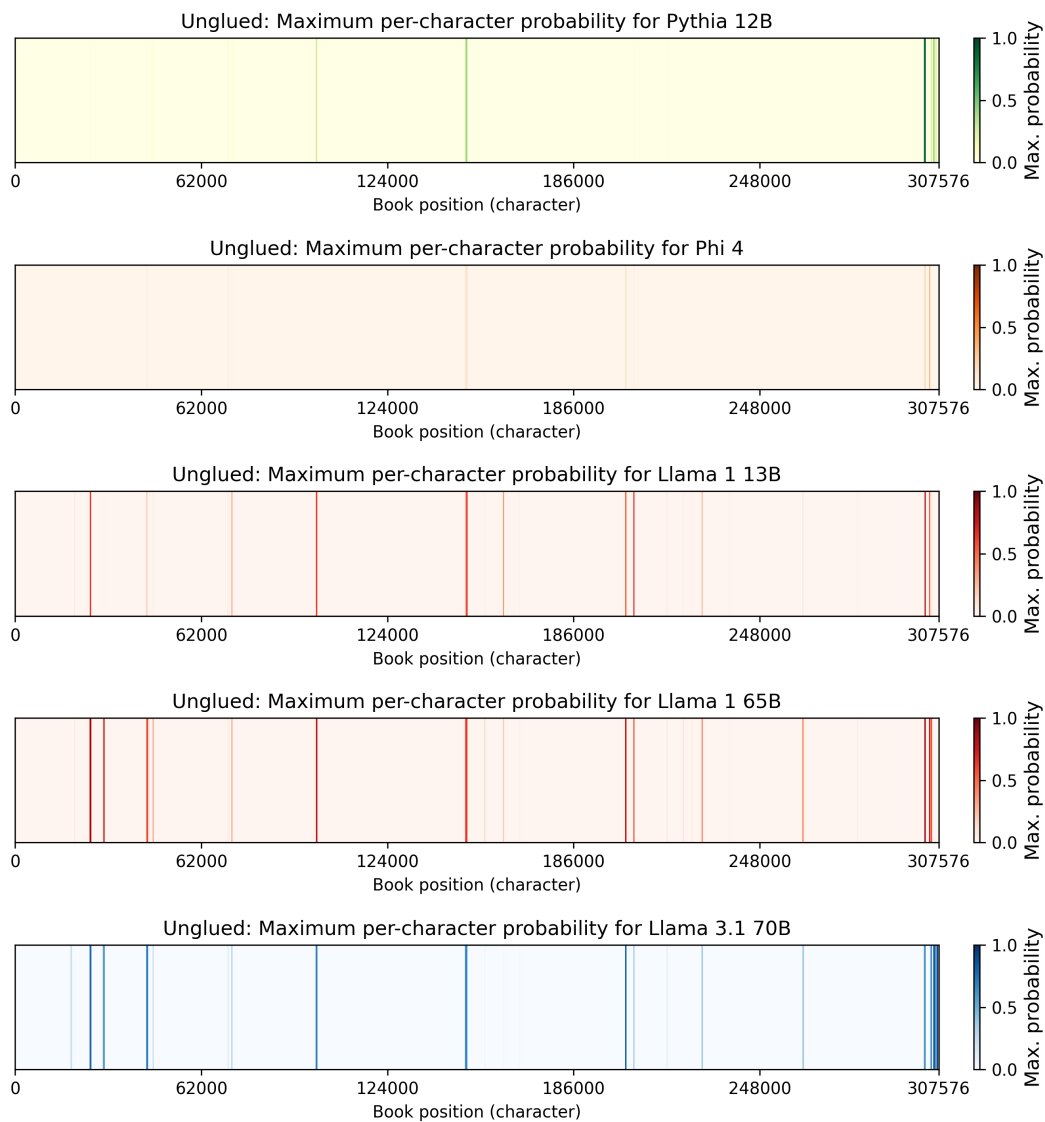 Unglued: Maximum per-character probability for Pythia 12B
1.0
0.5
0.0
Max. probability
0 62000 124000 186000 248000 307576
Book position (character)
Unglued: Maximum per-character probability for Phi 4
1.0
0.5
0.0
Max. probability
0 62000 124000 186000 248000 307576
Book position (character)
Unglued: Maximum per-character probability for Llama 1 13B
1.0
0.5
0.0
Max. probability
0 62000 124000 186000 248000 307576
Book position (character)
Unglued: Maximum per-character probability for Llama 1 65B
1.0
0.5
0.0
Max. probability
0 62000 124000 186000 248000 307576
Book position (character)
Unglued: Maximum per-character probability for Llama 3.1 70B
1.0
0.5
0.0
Max. probability
0 62000 124000 186000 248000 307576
Book position (character)